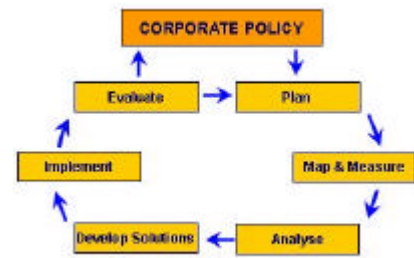 CORPORATE POLICY
Evaluate
Plan
Implement
Map & Measure
Develop Solutions
Analyse